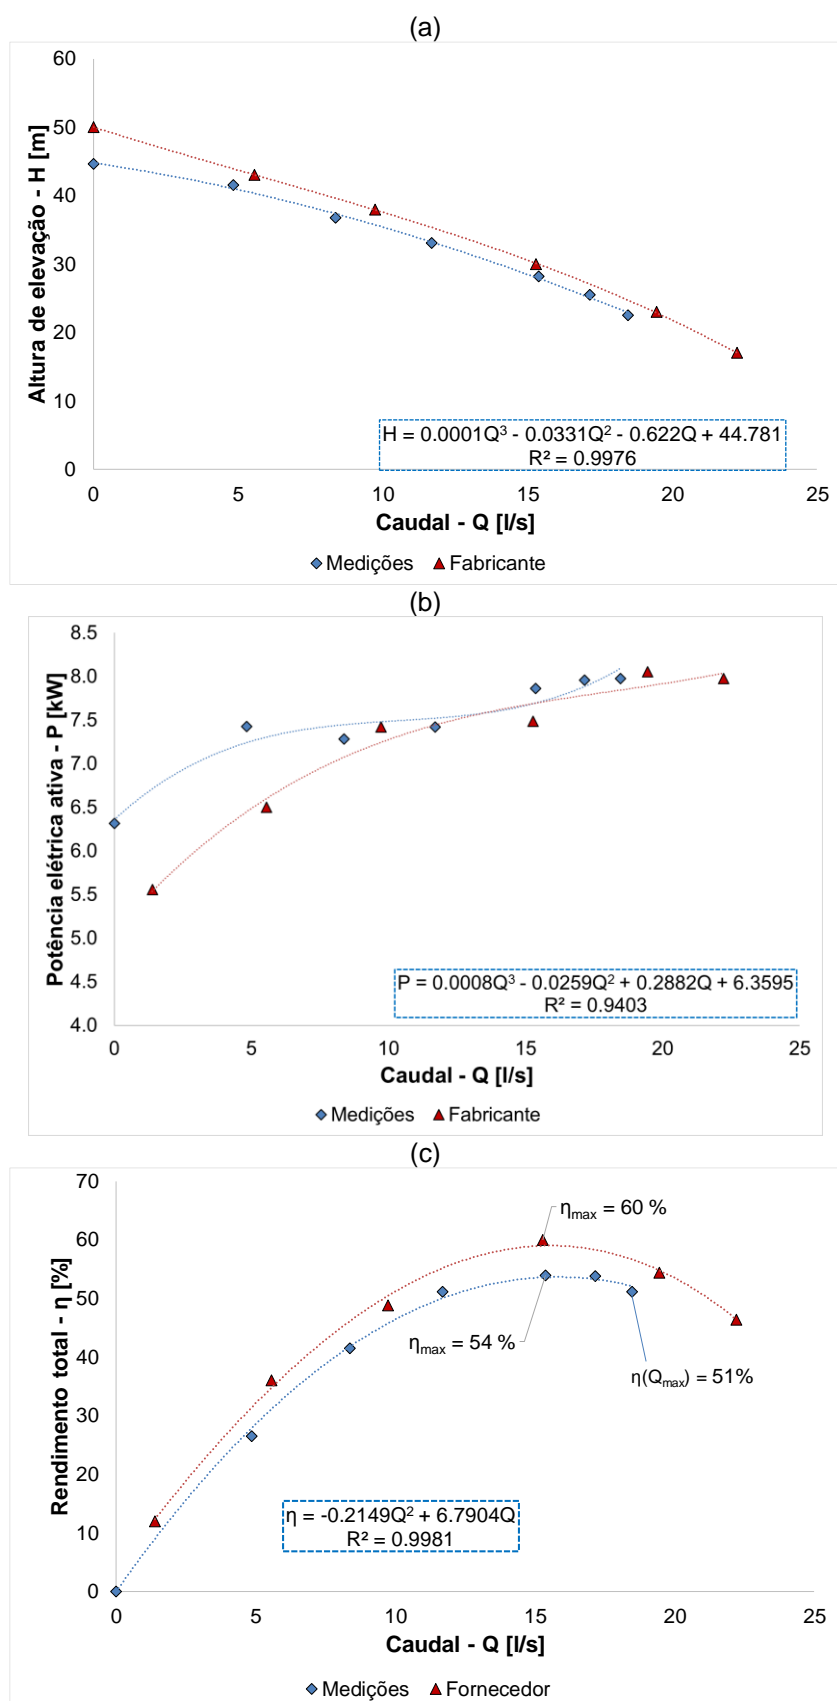 (a)
Altura de elevação - H [m]
60
50
40
30
20
10
0
H = 0.0001Q³ - 0.0331Q² - 0.622Q + 44.781
R² = 0.9976
0 5 10 15 20 25
Caudal - Q [l/s]
Medições Fabricante
(b)
Potência elétrica ativa - P [kW]
8.5
8.0
7.5
7.0
6.5
6.0
5.5
5.0
4.5
4.0
P = 0.0008Q³ - 0.0259Q² + 0.2882Q + 6.3595
R² = 0.9403
0 5 10 15 20 25
Caudal - Q [l/s]
Medições Fabricante
(c)
Rendimento total - η [%]
70
60
50
40
30
20
10
0
ηmax = 60 %
ηmax = 54 %
η(Qmax) = 51%
η = -0.2149Q² + 6.7904Q
R² = 0.9981
0 5 10 15 20 25
Caudal - Q [l/s]
Medições Fornecedor